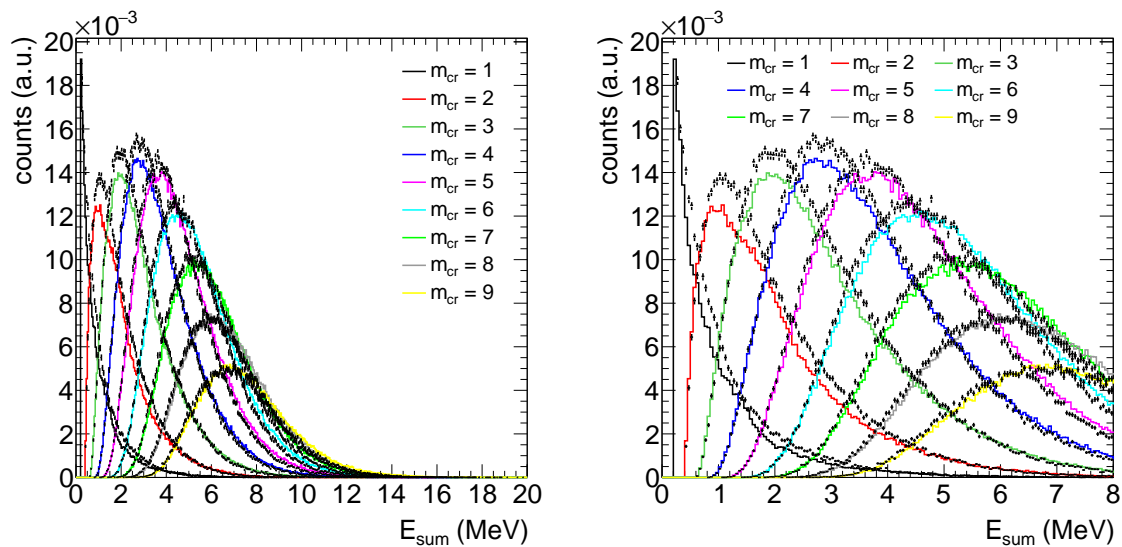 ×10⁻³
20
18
16
14
12
10
8
6
4
2
0
counts (a.u.)
m_cr = 1
m_cr = 2
m_cr = 3
m_cr = 4
m_cr = 5
m_cr = 6
m_cr = 7
m_cr = 8
m_cr = 9
0 2 4 6 8 10 12 14 16 18 20
E_sum (MeV)
×10⁻³
20
18
16
14
12
10
8
6
4
2
0
counts (a.u.)
m_cr = 1 m_cr = 2 m_cr = 3
m_cr = 4 m_cr = 5 m_cr = 6
m_cr = 7 m_cr = 8 m_cr = 9
0 1 2 3 4 5 6 7 8
E_sum (MeV)